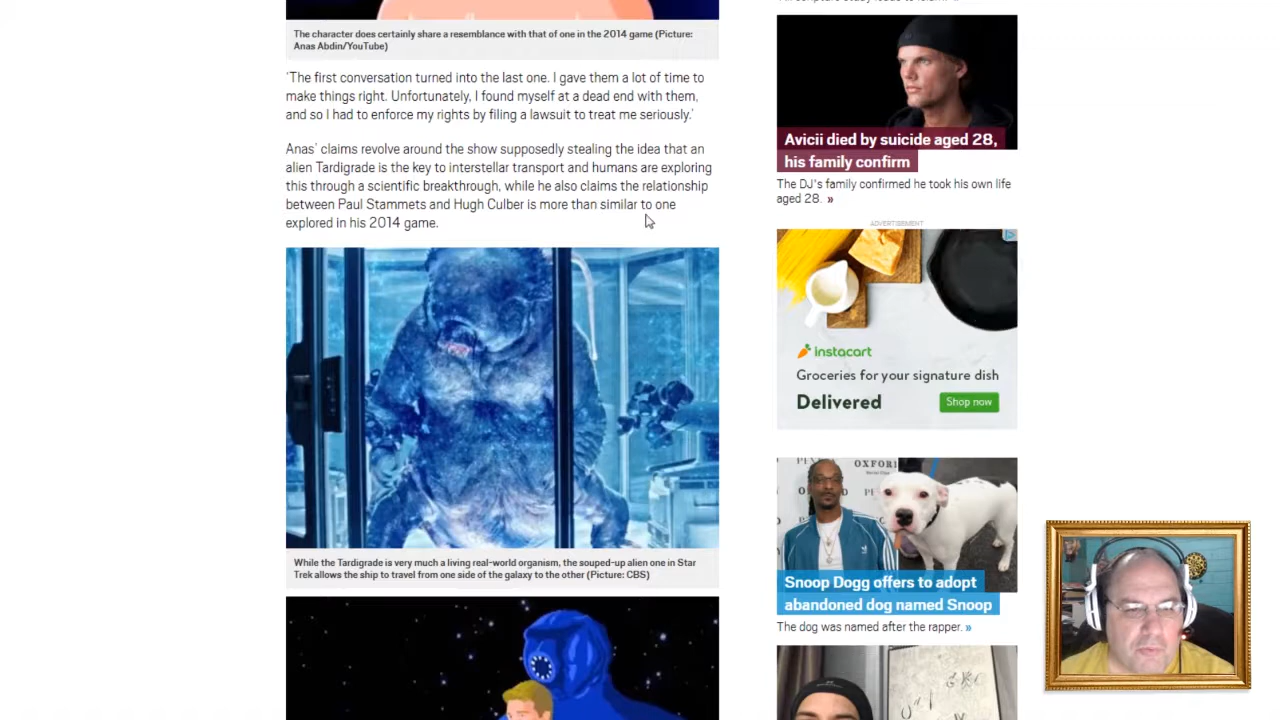 The character does certainly share a resemblance with that of one in the 2014 game (Picture:
Anas Abdin/YouTube)
'The first conversation turned into the last one. I gave them a lot of time to
make things right. Unfortunately, I found myself at a dead end with them,
and so I had to enforce my rights by filing a lawsuit to treat me seriously.'
Anas' claims revolve around the show supposedly stealing the idea that an
alien Tardigrade is the key to interstellar transport and humans are exploring
this through a scientific breakthrough, while he also claims the relationship
between Paul Stammets and Hugh Culber is more than similar to one
explored in his 2014 game.
While the Tardigrade is very much a living real-world organism, the souped-up alien one in Star
Trek allows the ship to travel from one side of the galaxy to the other (Picture: CBS)
Avicii died by suicide aged 28,
his family confirm
The DJ's family confirmed he took his own life
aged 28. »
ADVERTISEMENT
instacart
Groceries for your signature dish
Delivered
Shop now
OXFORD
Snoop Dogg offers to adopt
abandoned dog named Snoop
The dog was named after the rapper. »